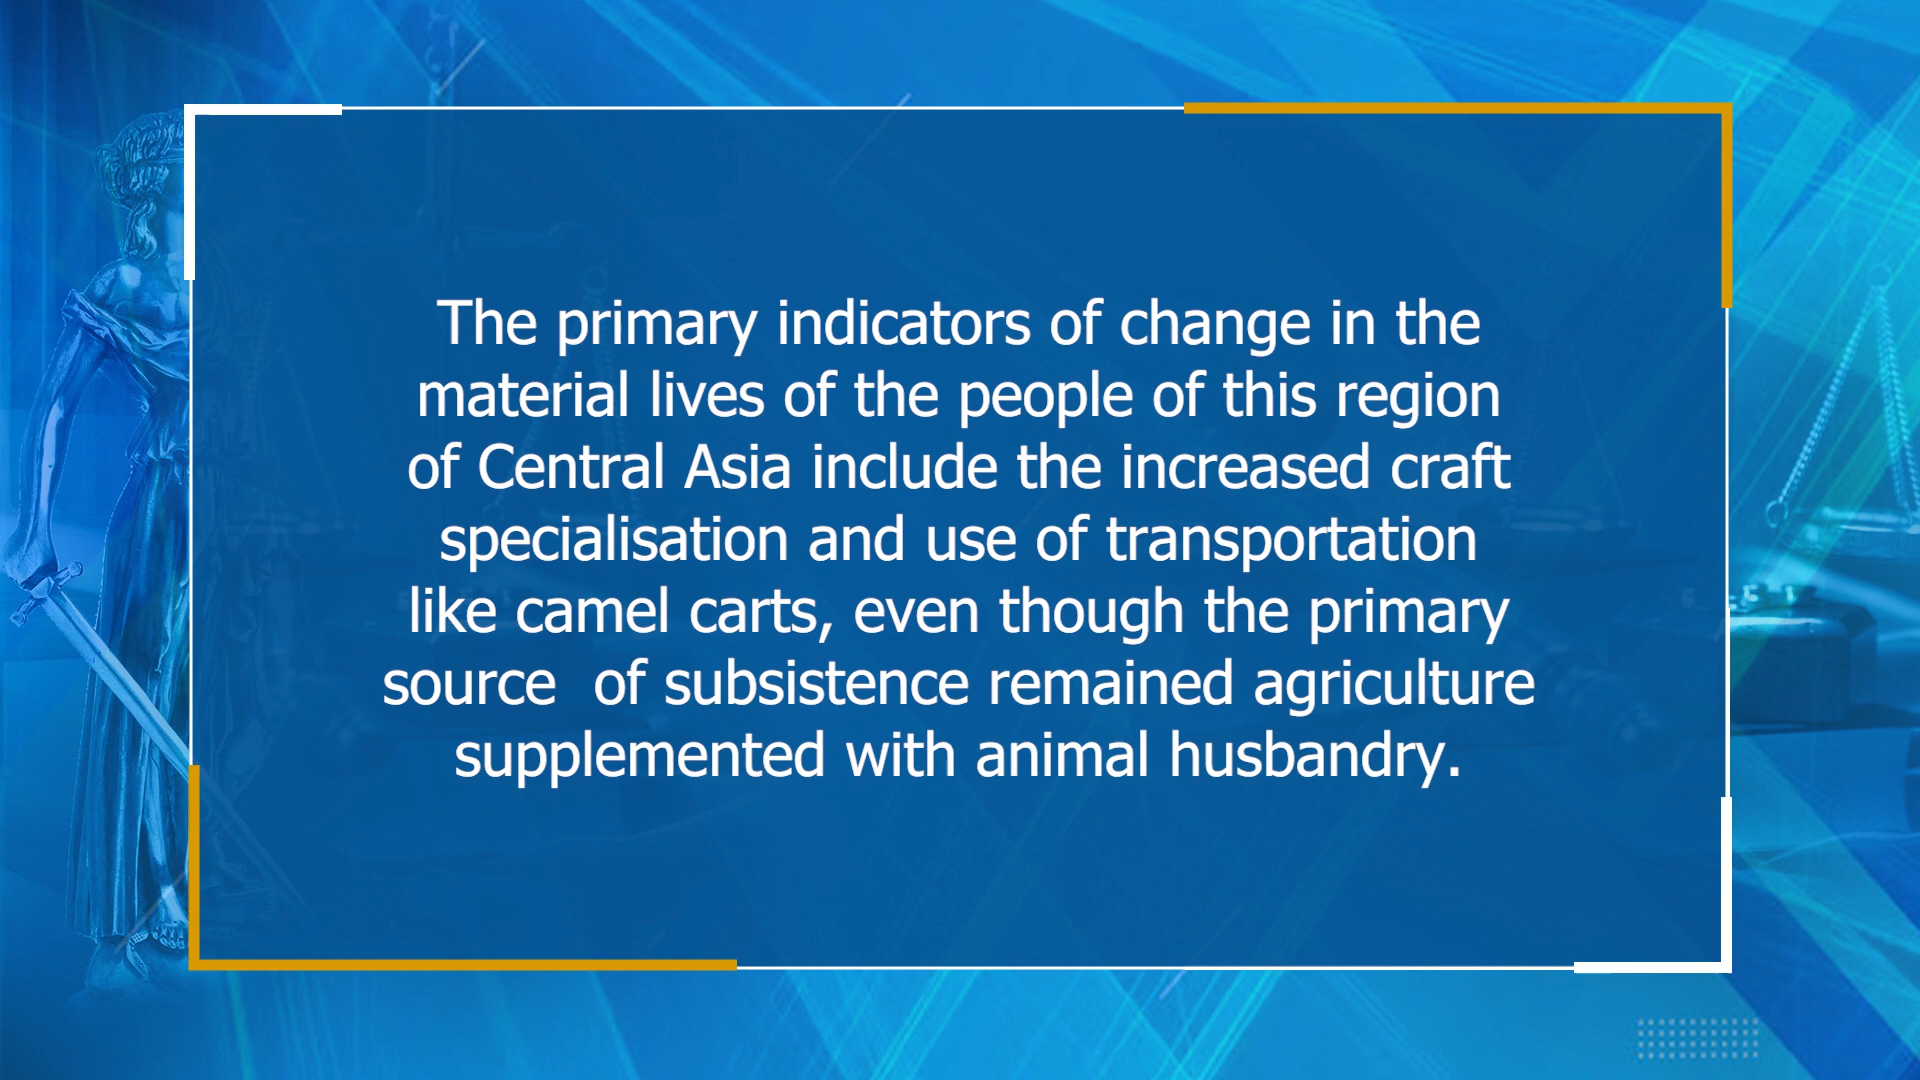 The primary indicators of change in the
material lives of the people of this region
of Central Asia include the increased craft
specialisation and use of transportation
like camel carts, even though the primary
source  of subsistence remained agriculture
supplemented with animal husbandry.